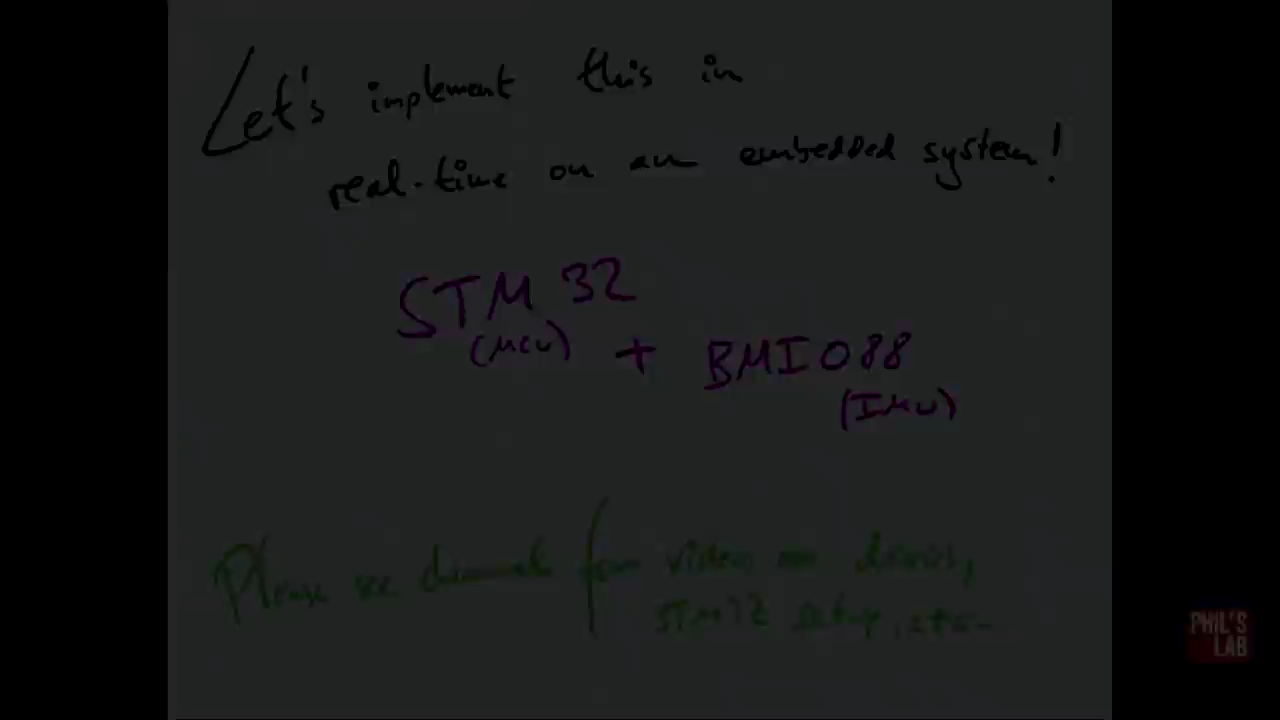 Let's implement this in
real-time on an embedded system!
STM32
(MCU) + BMI088
(IMU)
Please see channel for videos on drivers,
STM32 setup, etc.
PHIL'S
LAB